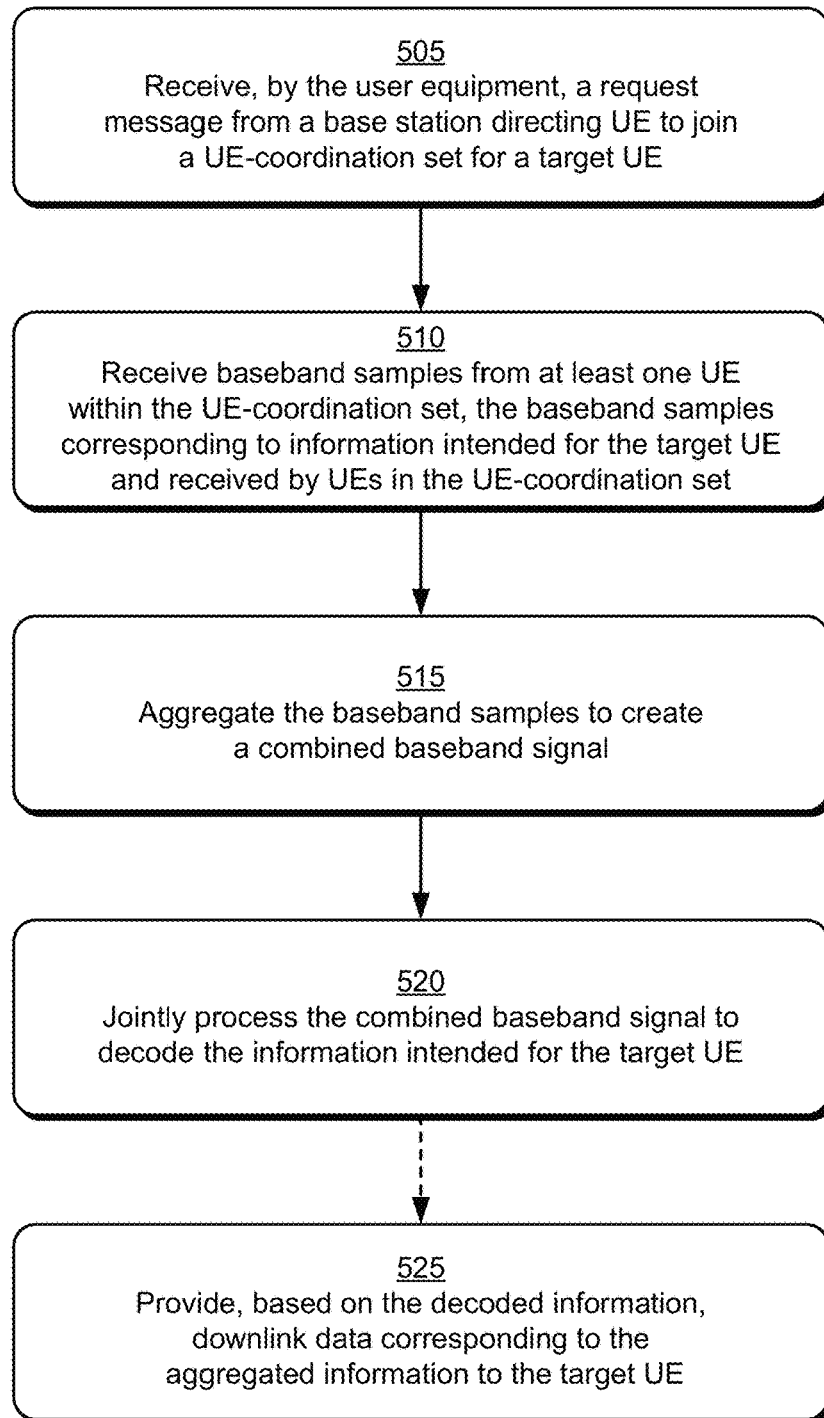 505
Receive, by the user equipment, a request
message from a base station directing UE to join
a UE-coordination set for a target UE
510
Receive baseband samples from at least one UE
within the UE-coordination set, the baseband samples
corresponding to information intended for the target UE
and received by UEs in the UE-coordination set
515
Aggregate the baseband samples to create
a combined baseband signal
520
Jointly process the combined baseband signal to
decode the information intended for the target UE
525
Provide, based on the decoded information,
downlink data corresponding to the
aggregated information to the target UE